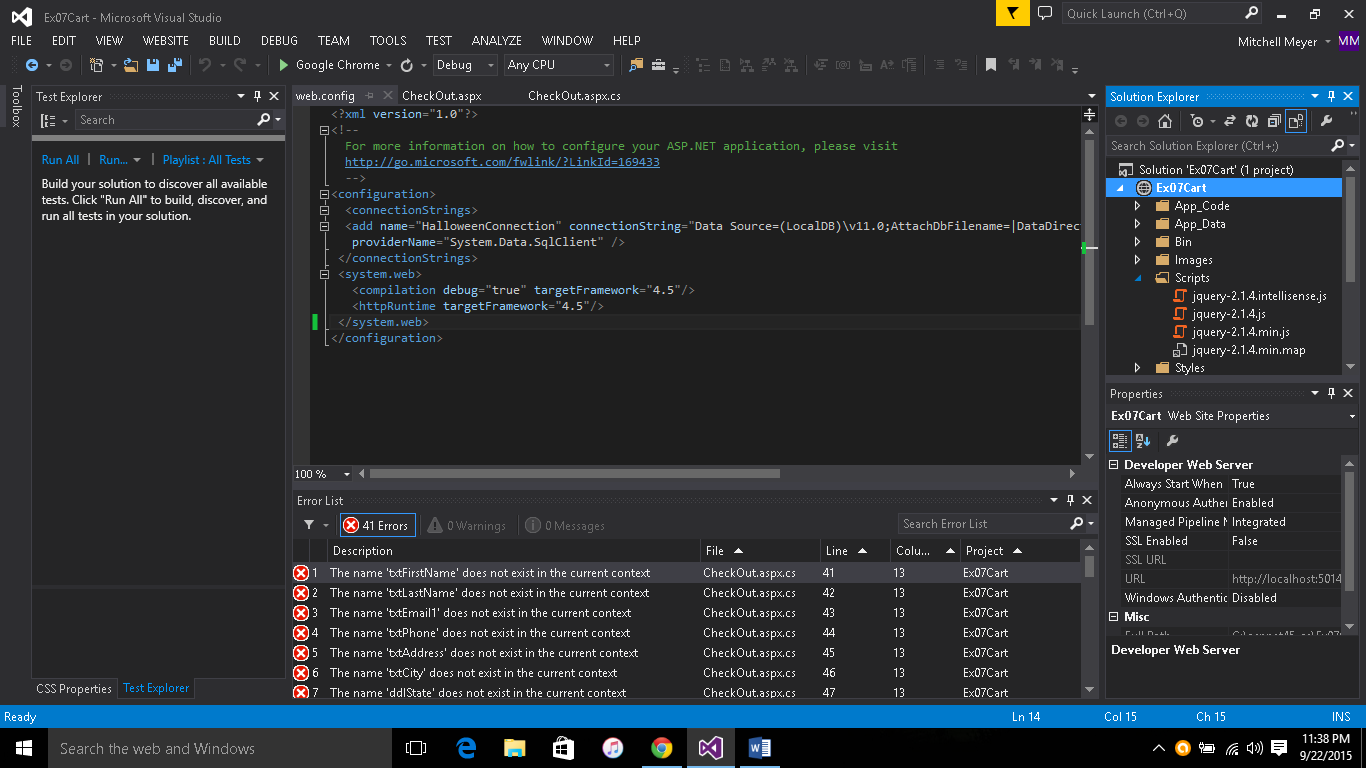 Ex07Cart - Microsoft Visual Studio
Quick Launch (Ctrl+Q)
FILE EDIT VIEW WEBSITE BUILD DEBUG TEAM TOOLS TEST ANALYZE WINDOW HELP
Mitchell Meyer MM
Google Chrome Debug Any CPU
Toolbox
Test Explorer
Search
Run All | Run... | Playlist : All Tests
Build your solution to discover all available
tests. Click "Run All" to build, discover, and
run all tests in your solution.
CSS Properties Test Explorer
web.config CheckOut.aspx CheckOut.aspx.cs
<?xml version="1.0"?>
<!--
For more information on how to configure your ASP.NET application, please visit
http://go.microsoft.com/fwlink/?LinkId=169433
-->
<configuration>
<connectionStrings>
<add name="HalloweenConnection" connectionString="Data Source=(LocalDB)\v11.0;AttachDbFilename=|DataDirec
providerName="System.Data.SqlClient" />
</connectionStrings>
<system.web>
<compilation debug="true" targetFramework="4.5"/>
<httpRuntime targetFramework="4.5"/>
</system.web>
</configuration>
100 %
Error List
41 Errors 0 Warnings 0 Messages
Search Error List
Description File Line Colu... Project
1 The name 'txtFirstName' does not exist in the current context CheckOut.aspx.cs 41 13 Ex07Cart
2 The name 'txtLastName' does not exist in the current context CheckOut.aspx.cs 42 13 Ex07Cart
3 The name 'txtEmail1' does not exist in the current context CheckOut.aspx.cs 43 13 Ex07Cart
4 The name 'txtPhone' does not exist in the current context CheckOut.aspx.cs 44 13 Ex07Cart
5 The name 'txtAddress' does not exist in the current context CheckOut.aspx.cs 45 13 Ex07Cart
6 The name 'txtCity' does not exist in the current context CheckOut.aspx.cs 46 13 Ex07Cart
7 The name 'ddlState' does not exist in the current context CheckOut.aspx.cs 47 13 Ex07Cart
Solution Explorer
Search Solution Explorer (Ctrl+;)
Solution 'Ex07Cart' (1 project)
Ex07Cart
App_Code
App_Data
Bin
Images
Scripts
jquery-2.1.4.intellisense.js
jquery-2.1.4.js
jquery-2.1.4.min.js
jquery-2.1.4.min.map
Styles
Properties
Ex07Cart Web Site Properties
Developer Web Server
Always Start When True
Anonymous Auther Enabled
Managed Pipeline M Integrated
SSL Enabled False
SSL URL
URL http://localhost:5014
Windows Authentic Disabled
Misc
Full Path
Developer Web Server
Ready
Ln 14 Col 15 Ch 15 INS
Search the web and Windows
11:38 PM
9/22/2015